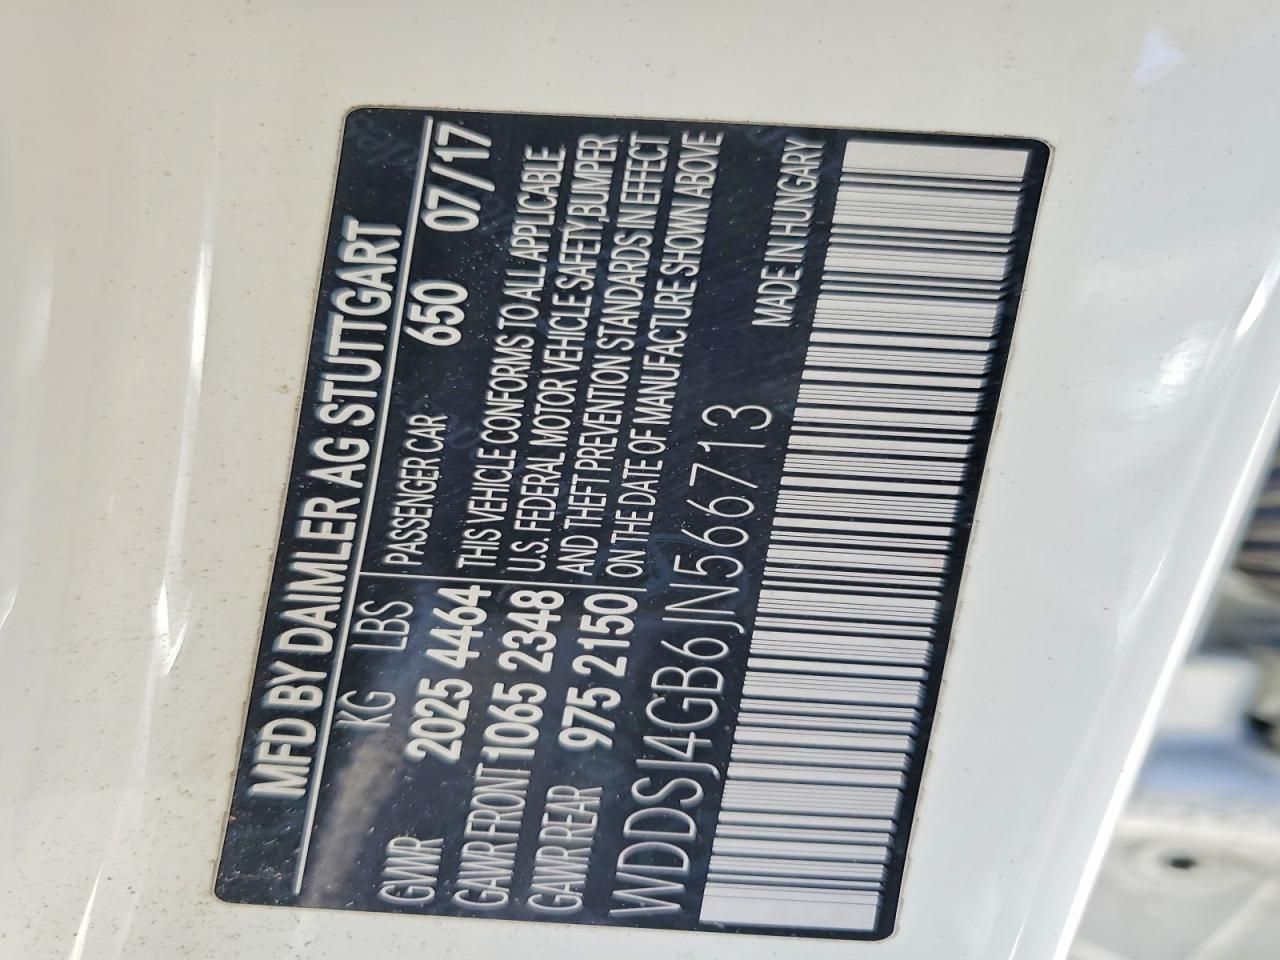 MFD BY DAIMLER AG STUTTGART
KG LBS PASSENGER CAR 650 07/17
GVWR 2025 4464 THIS VEHICLE CONFORMS TO ALL APPLICABLE
GAWR FRONT 1065 2348 U.S. FEDERAL MOTOR VEHICLE SAFETY, BUMPER
GAWR REAR 975 2150 AND THEFT PREVENTION STANDARDS IN EFFECT
ON THE DATE OF MANUFACTURE SHOWN ABOVE
WDDSJ4GB6JN566713
MADE IN HUNGARY